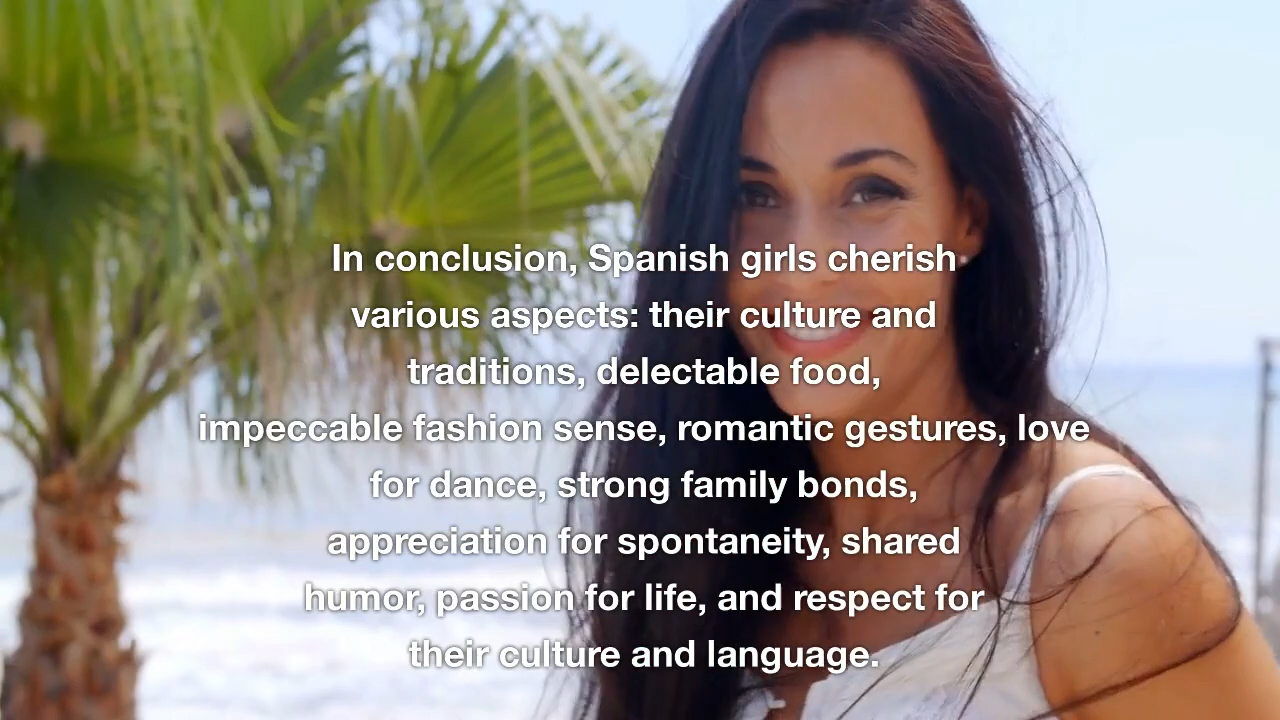 In conclusion, Spanish girls cherish
various aspects: their culture and
traditions, delectable food,
impeccable fashion sense, romantic gestures, love
for dance, strong family bonds,
appreciation for spontaneity, shared
humor, passion for life, and respect for
their culture and language.